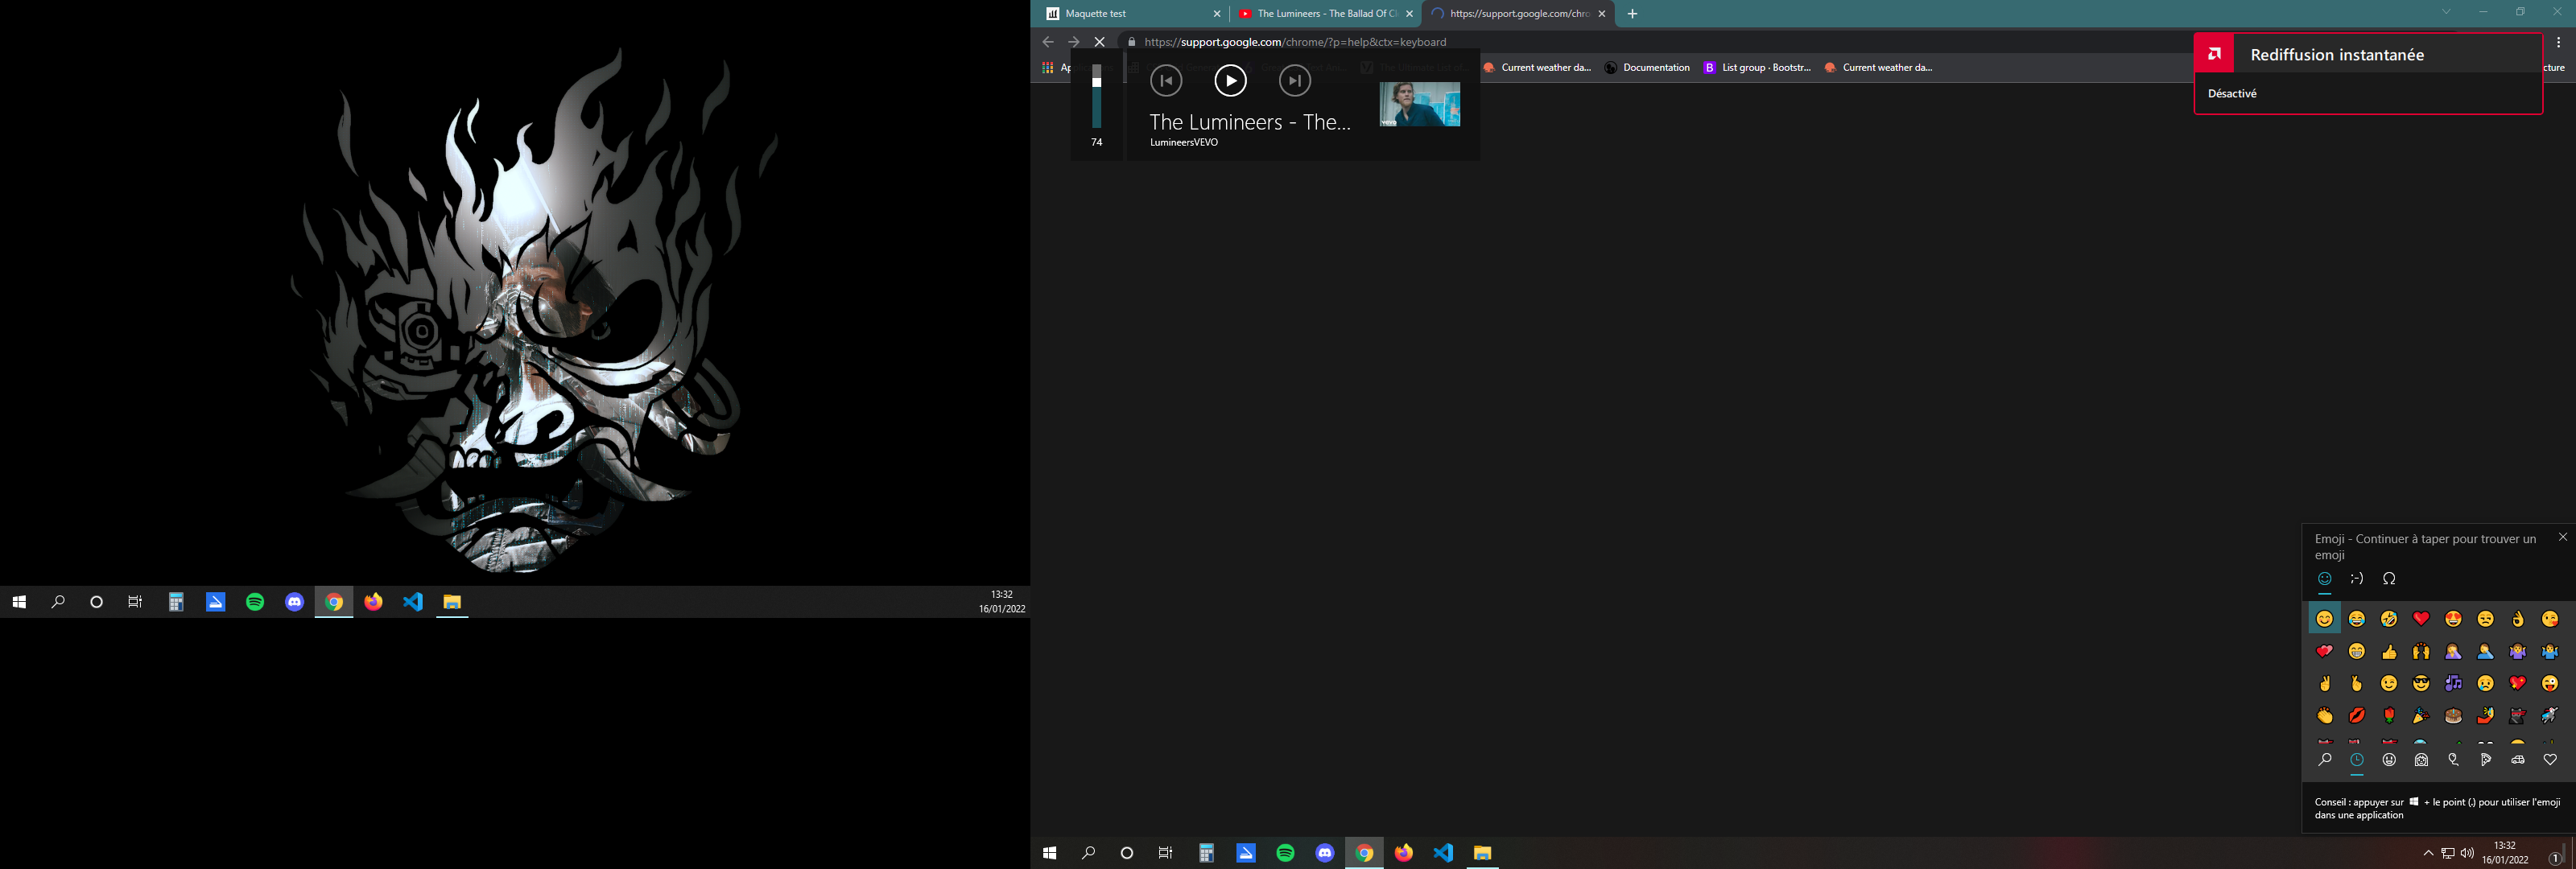 Maquette test
The Lumineers - The Ballad Of Cl
https://support.google.com/chro
https://support.google.com/chrome/?p=help&ctx=keyboard
Current weather da...
Documentation
List group · Bootstr...
Current weather da...
cture
Rediffusion instantanée
Désactivé
74
The Lumineers - The...
LumineersVEVO
VEVO
Emoji - Continuer à taper pour trouver un
emoji
;-)
Ω
Conseil : appuyer sur + le point (.) pour utiliser l'emoji
dans une application
13:32
16/01/2022
13:32
16/01/2022
1